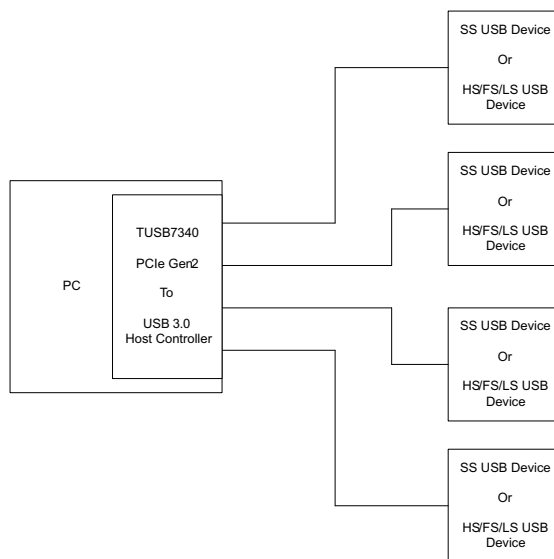 SS USB Device
Or
HS/FS/LS USB
Device
SS USB Device
Or
HS/FS/LS USB
Device
PC
TUSB7340
PCIe Gen2
To
USB 3.0
Host Controller
SS USB Device
Or
HS/FS/LS USB
Device
SS USB Device
Or
HS/FS/LS USB
Device